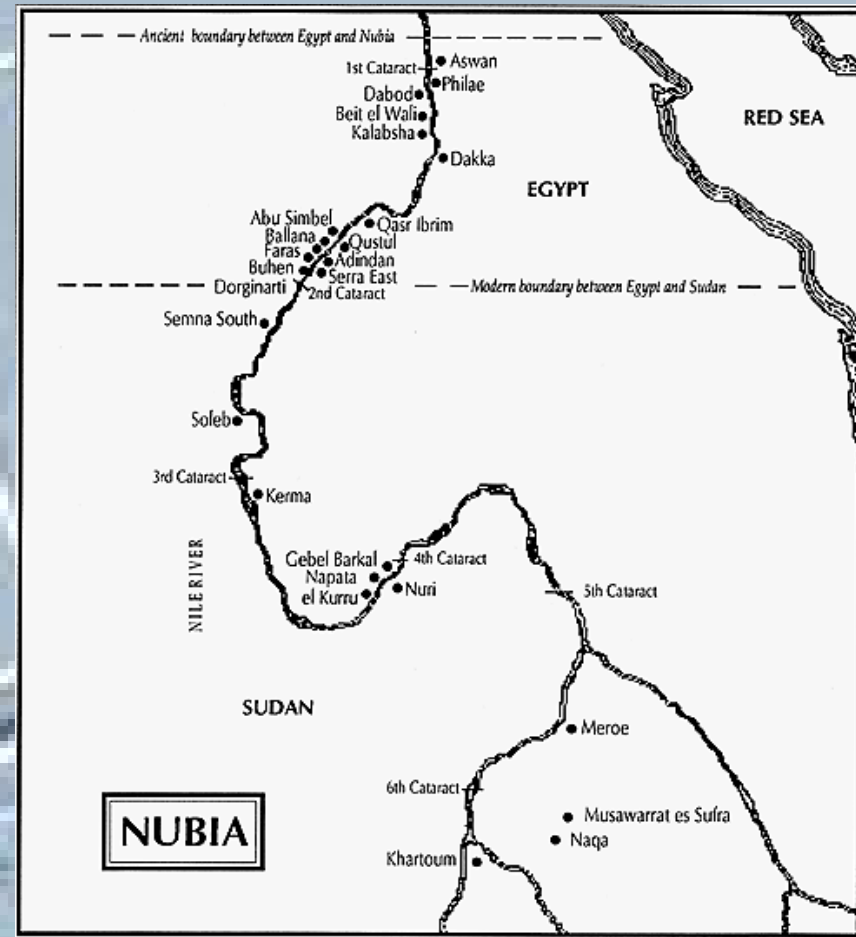 Ancient boundary between Egypt and Nubia
Aswan
1st Cataract
Philae
Dabod
RED SEA
Beit el Wali
Kalabsha
Dakka
EGYPT
Abu Simbel
Qasr Ibrim
Ballana
Qustul
Faras
Adindan
Buhen
Serra East
Dorginarti
2nd Cataract
Modern boundary between Egypt and Sudan
Semna South
Soleb
3rd Cataract
Kerma
NILE RIVER
Gebel Barkal
4th Cataract
Napata
el Kurru
Nuri
5th Cataract
SUDAN
Meroe
6th Cataract
Musawarrat es Sufra
NUBIA
Naqa
Khartoum